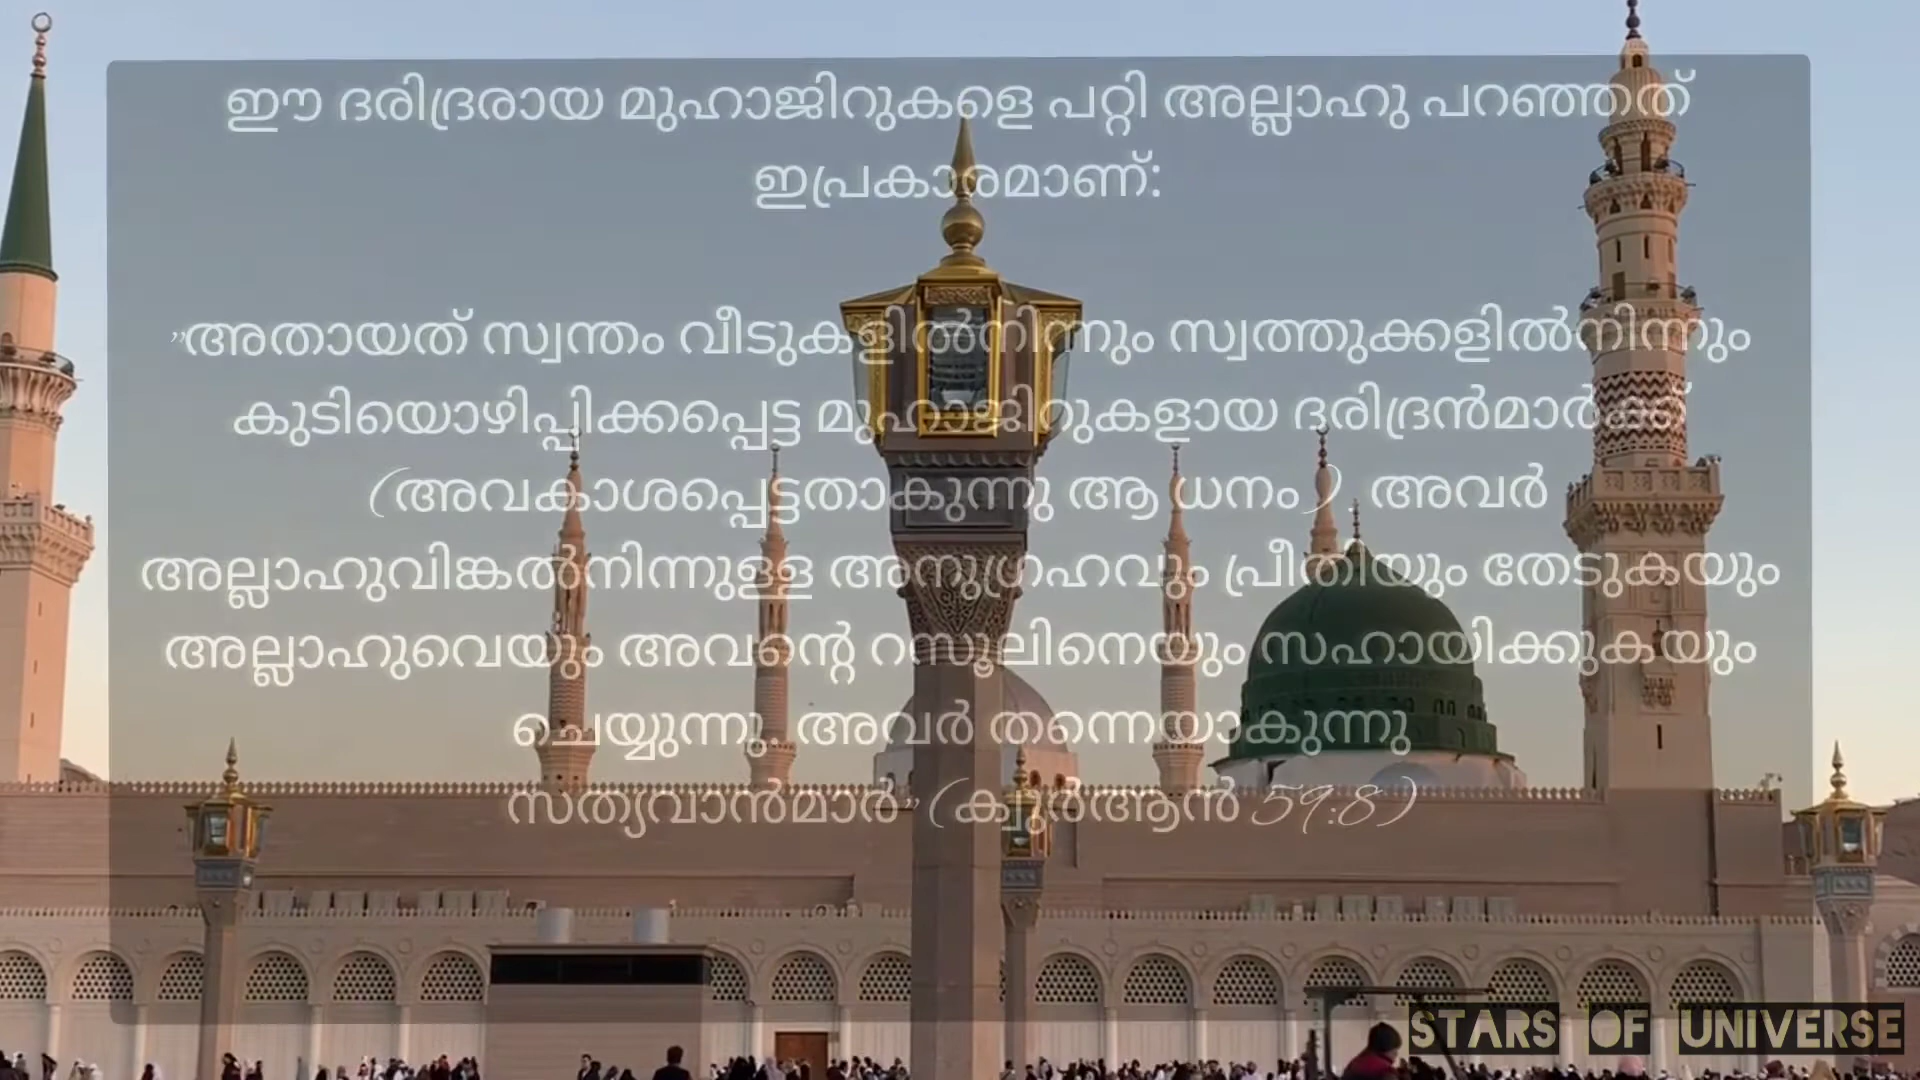 ഈ ദരിദ്രരായ മുഹാജിറുകളെ പറ്റി അല്ലാഹു പറഞ്ഞത്
ഇപ്രകാരമാണ്:
”അതായത് സ്വന്തം വീടുകളിൽനിന്നും സ്വത്തുക്കളിൽനിന്നും
കുടിയൊഴിപ്പിക്കപ്പെട്ട മുഹാജിറുകളായ ദരിദ്രൻമാർക്ക്
(അവകാശപ്പെട്ടതാകുന്നു ആ ധനം). അവർ
അല്ലാഹുവിങ്കൽനിന്നുള്ള അനുഗ്രഹവും പ്രീതിയും തേടുകയും
അല്ലാഹുവെയും അവന്റെ റസൂലിനെയും സഹായിക്കുകയും
ചെയ്യുന്നു. അവർ തന്നെയാകുന്നു
സത്യവാൻമാർ” (ക്വുർആൻ 59:8)
STARS OF UNIVERSE